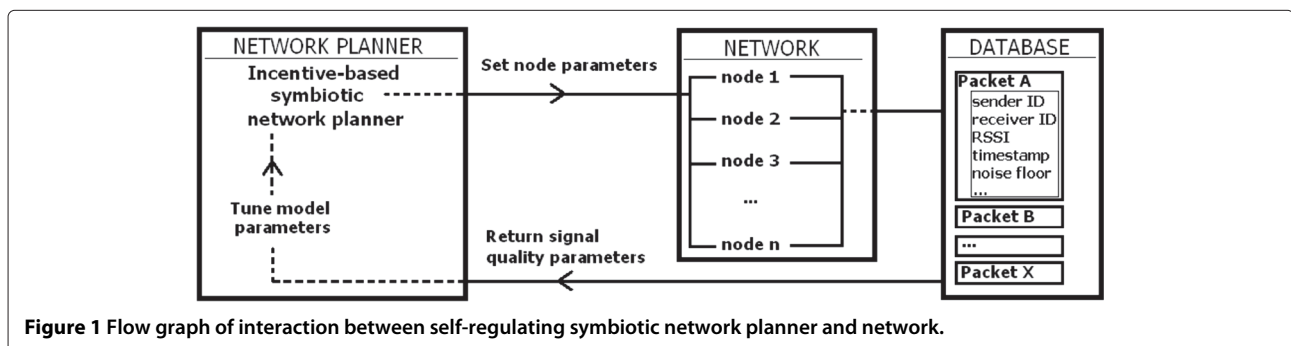 NETWORK PLANNER
Incentive-based
symbiotic
network planner
Tune model
parameters
Set node parameters
Return signal
quality parameters
NETWORK
node 1
node 2
node 3
...
node n
DATABASE
Packet A
sender ID
receiver ID
RSSI
timestamp
noise floor
...
Packet B
...
Packet X
Figure 1 Flow graph of interaction between self-regulating symbiotic network planner and network.